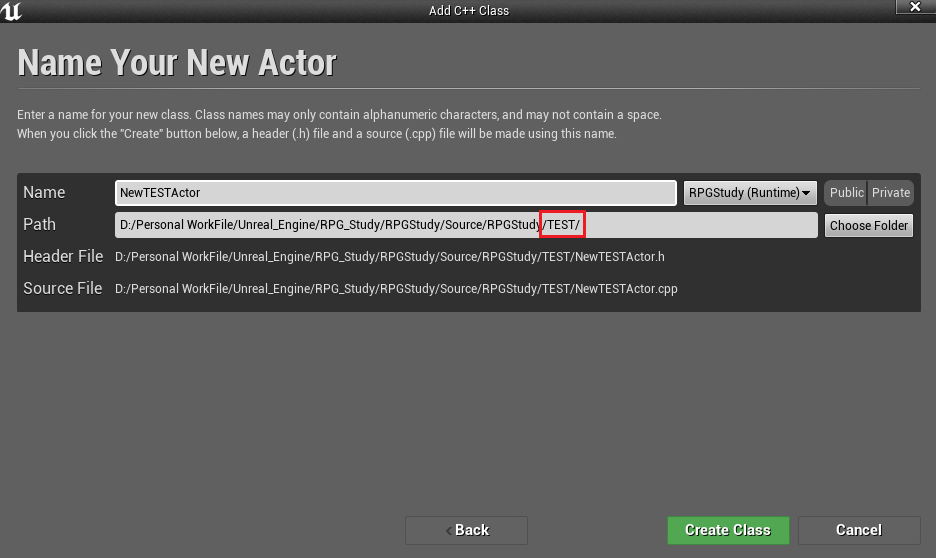 Add C++ Class
Name Your New Actor
Enter a name for your new class. Class names may only contain alphanumeric characters, and may not contain a space.
When you click the "Create" button below, a header (.h) file and a source (.cpp) file will be made using this name.
Name NewTESTActor RPGStudy (Runtime) Public Private
Path D:/Personal WorkFile/Unreal_Engine/RPG_Study/RPGStudy/Source/RPGStudy/TEST/ Choose Folder
Header File D:/Personal WorkFile/Unreal_Engine/RPG_Study/RPGStudy/Source/RPGStudy/TEST/NewTESTActor.h
Source File D:/Personal WorkFile/Unreal_Engine/RPG_Study/RPGStudy/Source/RPGStudy/TEST/NewTESTActor.cpp
Back Create Class Cancel